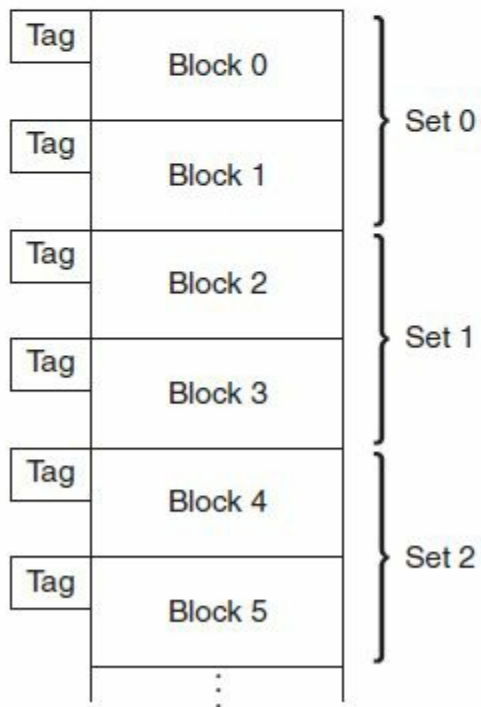 Tag
Block 0
Set 0
Tag
Block 1
Tag
Block 2
Set 1
Tag
Block 3
Tag
Block 4
Set 2
Tag
Block 5